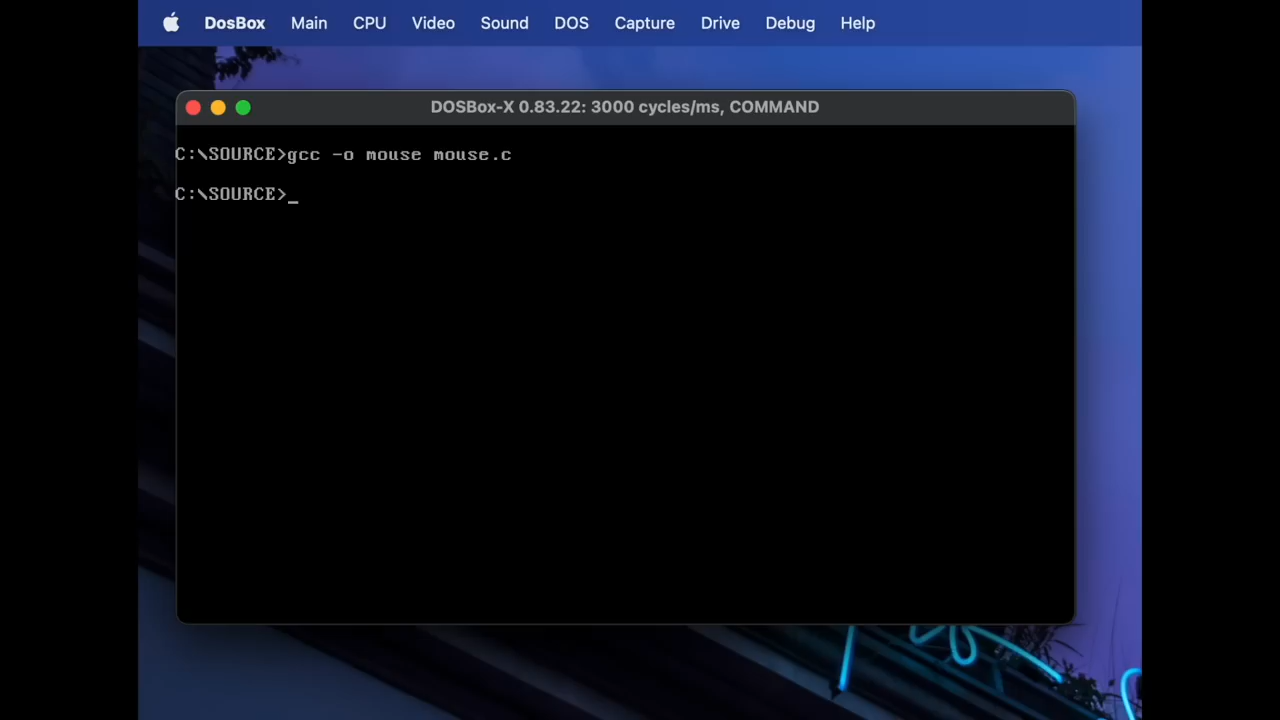 DosBox Main CPU Video Sound DOS Capture Drive Debug Help
DOSBox-X 0.83.22: 3000 cycles/ms, COMMAND
C:\SOURCE>gcc -o mouse mouse.c
C:\SOURCE>_